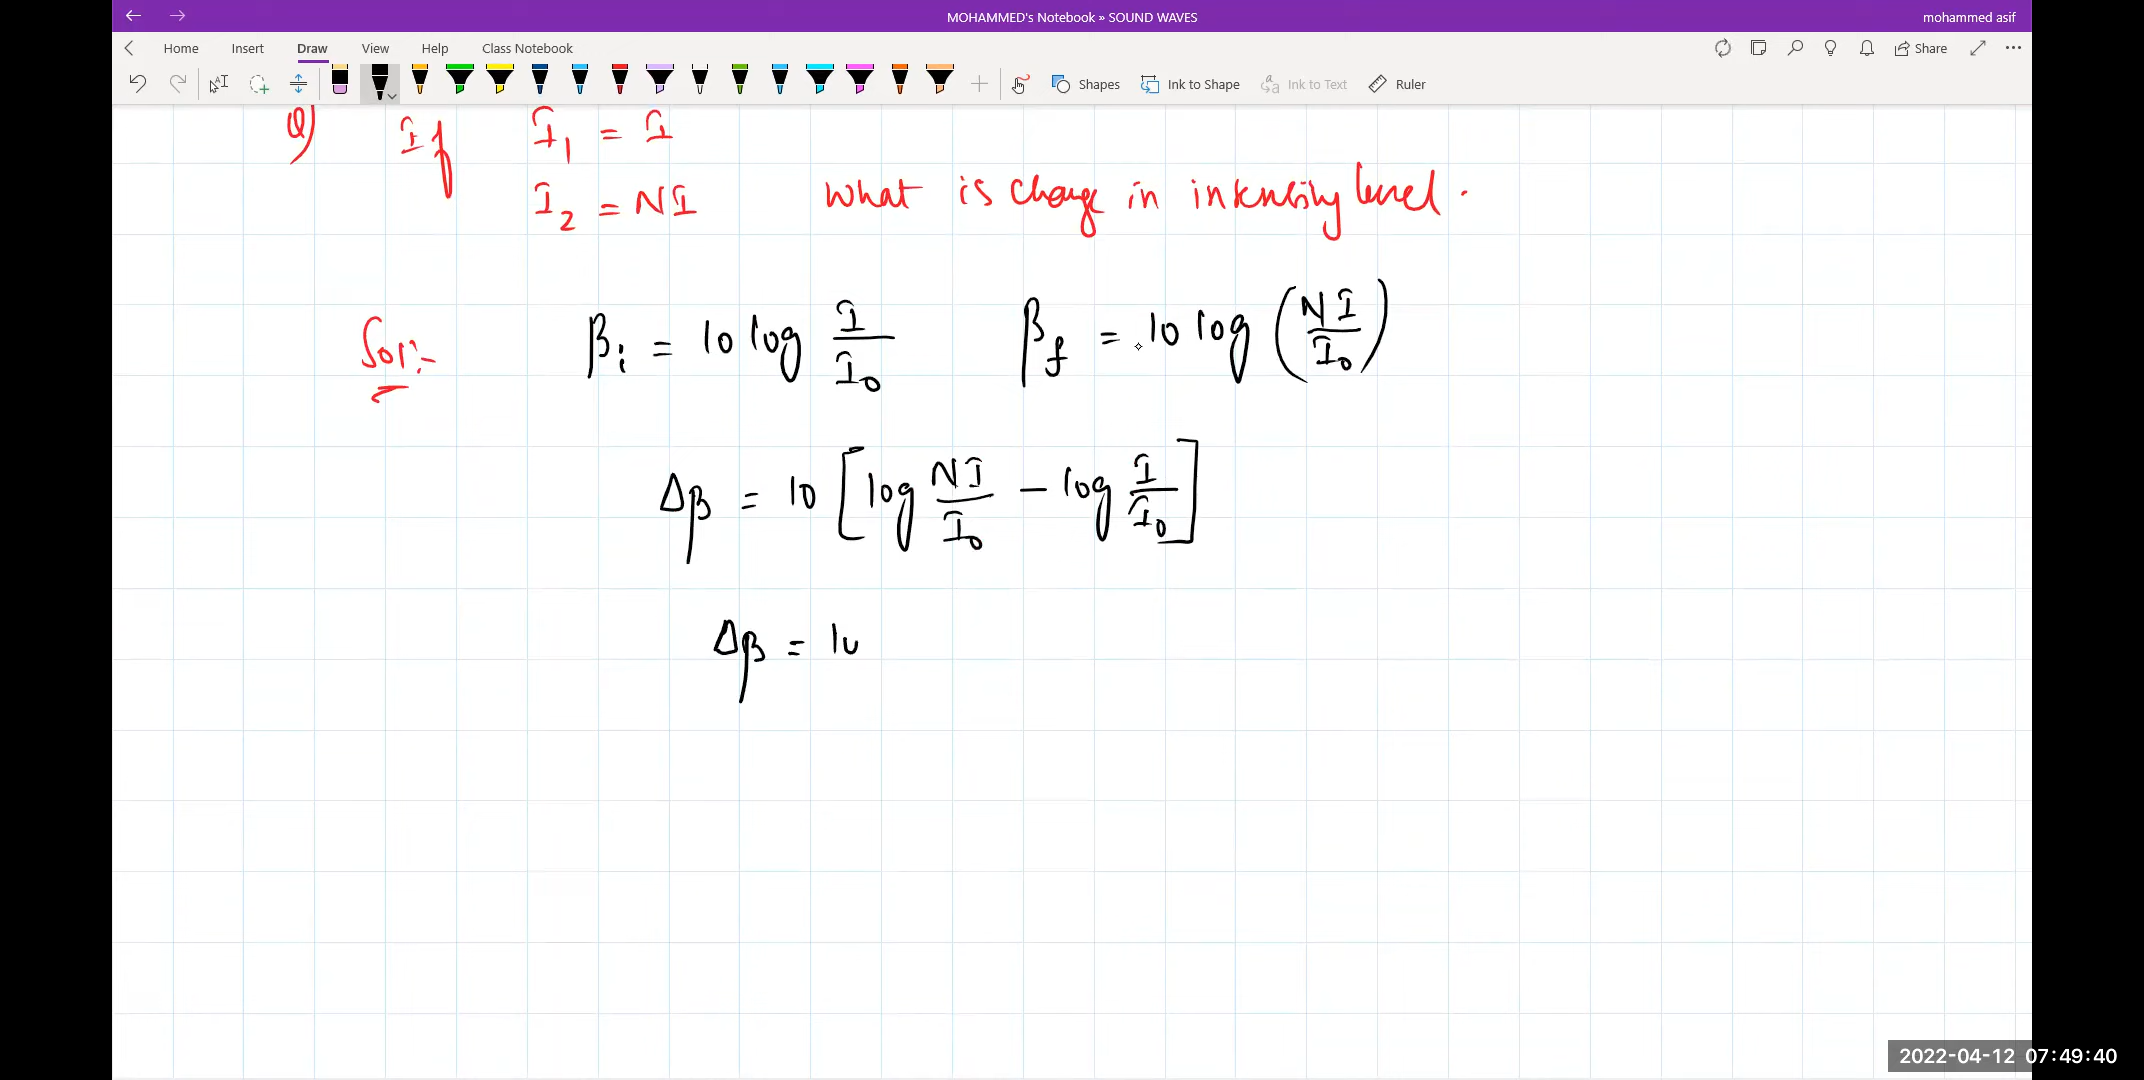 MOHAMMED's Notebook » SOUND WAVES
mohammed asif
Home Insert Draw View Help Class Notebook
Share
Shapes Ink to Shape Ink to Text Ruler
Q) If I₁ = I
I₂ = NI What is change in intensity level.
Sol:- βᵢ = 10 log I/I₀ β_f = 10 log (NI/I₀)
Δβ = 10 [log NI/I₀ − log I/I₀]
Δβ = 10
2022-04-12 07:49:40